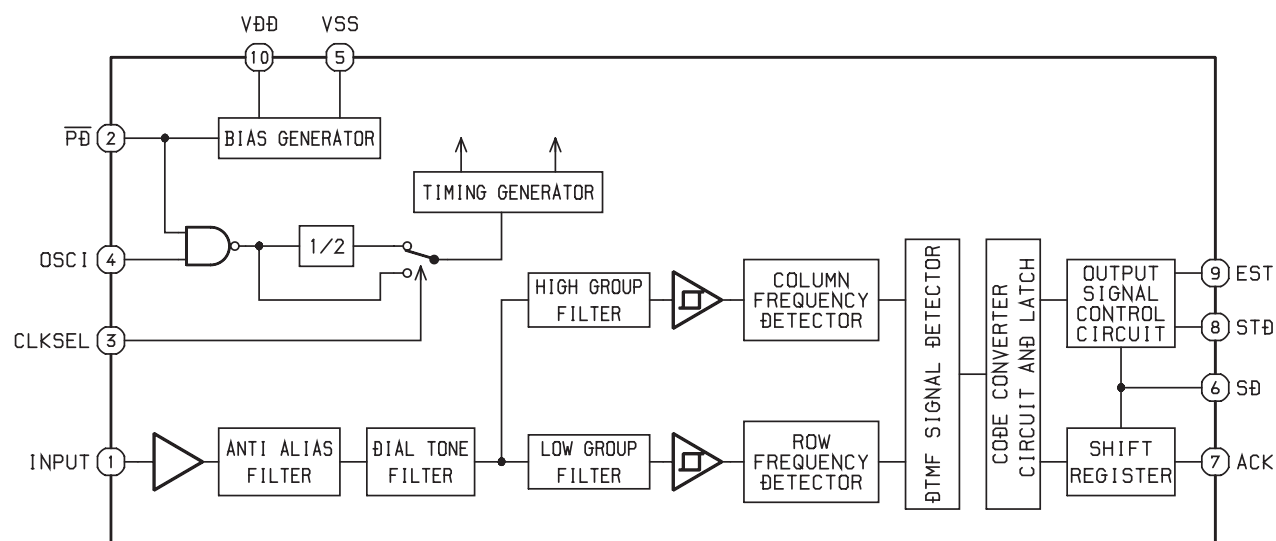 VDD VSS
10 5
PD 2 BIAS GENERATOR
TIMING GENERATOR
OSCI 4 1/2
CLKSEL 3
HIGH GROUP
FILTER
COLUMN
FREQUENCY
DETECTOR
DTMF SIGNAL DETECTOR
CODE CONVERTER
CIRCUIT AND LATCH
OUTPUT
SIGNAL
CONTROL
CIRCUIT
9 EST
8 STD
6 SD
INPUT 1
ANTI ALIAS
FILTER
DIAL TONE
FILTER
LOW GROUP
FILTER
ROW
FREQUENCY
DETECTOR
SHIFT
REGISTER
7 ACK